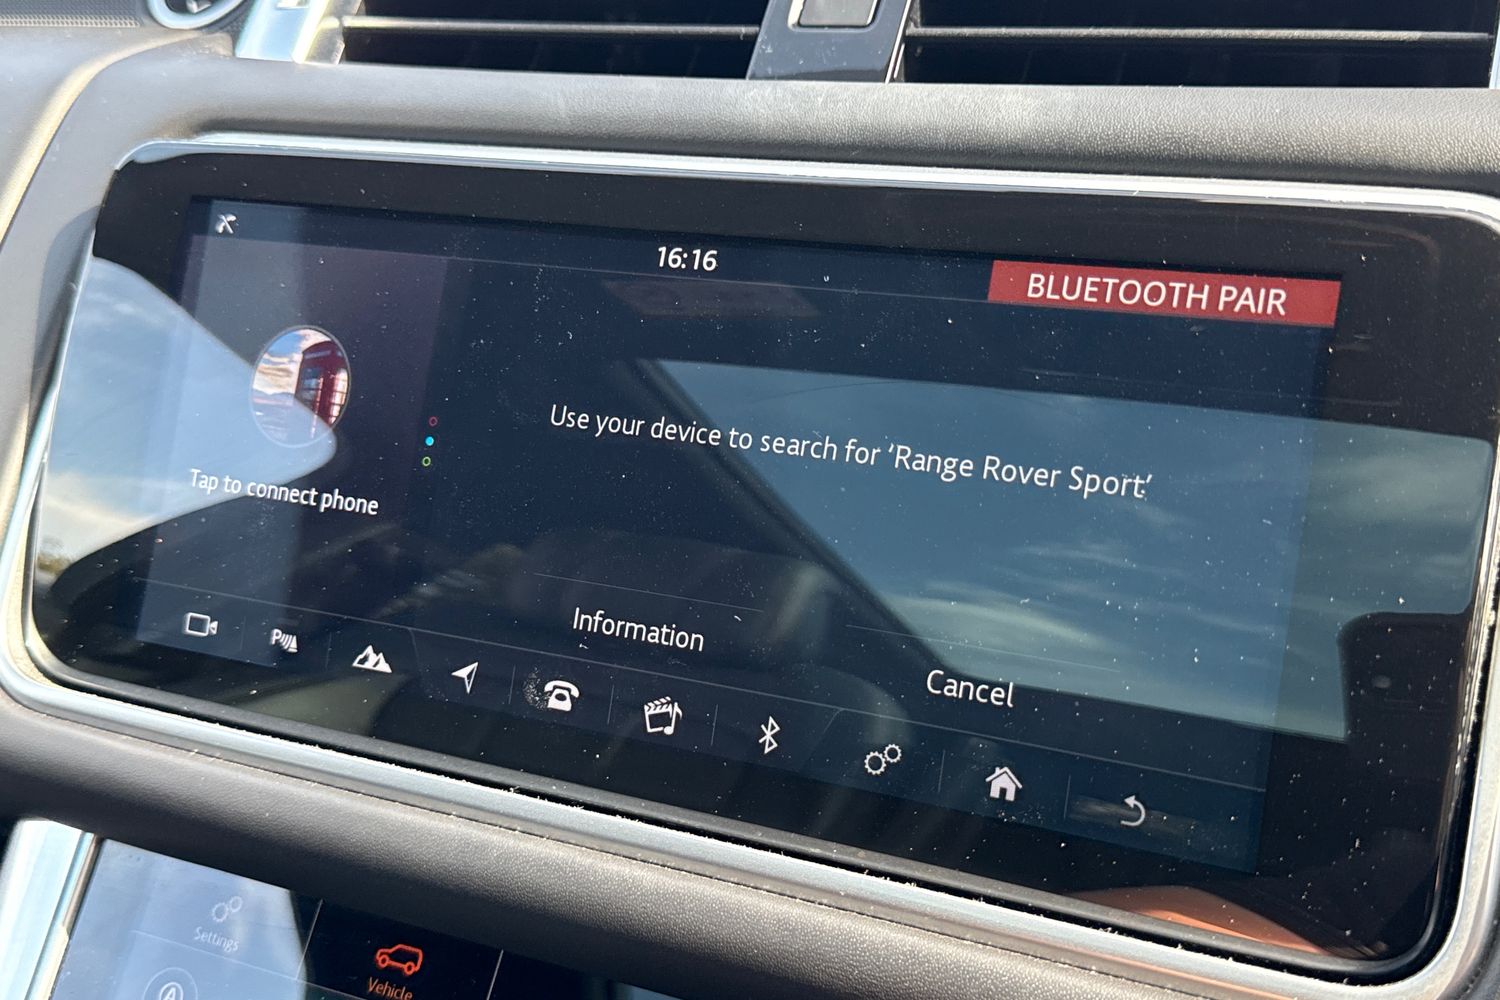 16:16
BLUETOOTH PAIR
Use your device to search for ‘Range Rover Sport’
Tap to connect phone
Information
Cancel
P
Settings
Vehicle
A